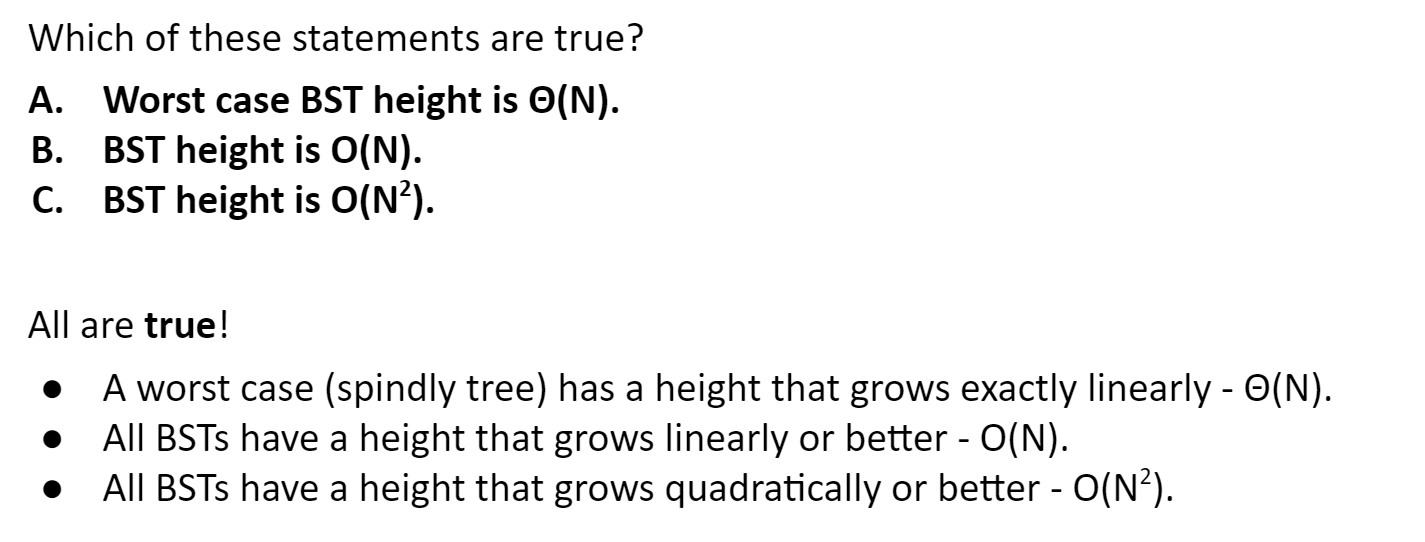 Which of these statements are true?
A. Worst case BST height is Θ(N).
B. BST height is O(N).
C. BST height is O(N²).
All are true!
● A worst case (spindly tree) has a height that grows exactly linearly - Θ(N).
● All BSTs have a height that grows linearly or better - O(N).
● All BSTs have a height that grows quadratically or better - O(N²).